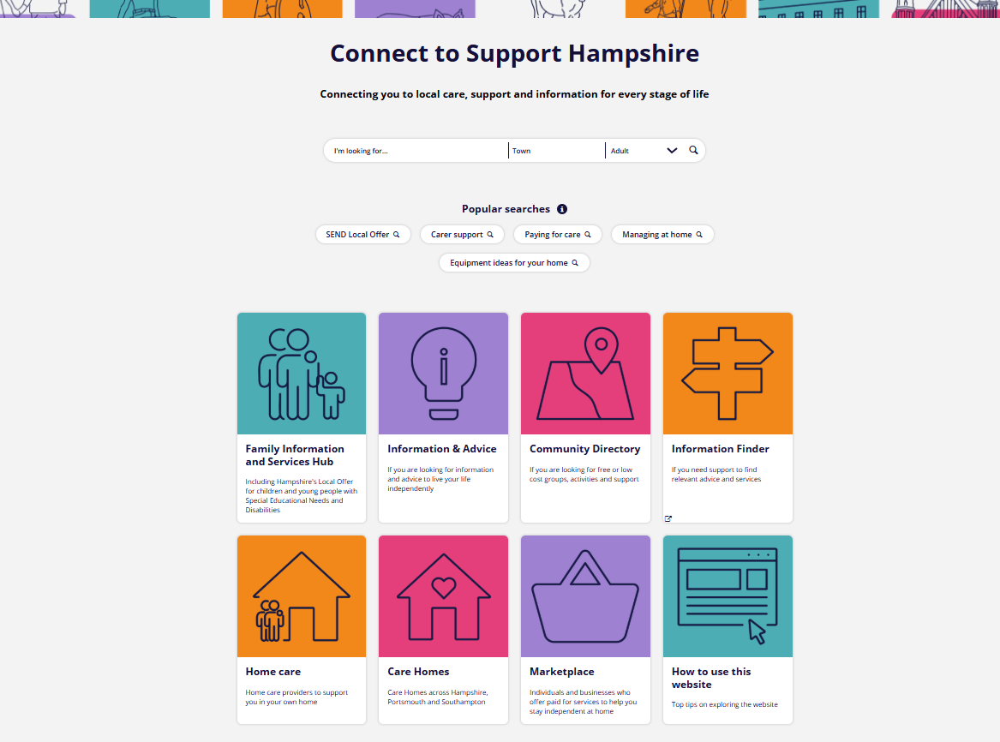 Connect to Support Hampshire
Connecting you to local care, support and information for every stage of life
I'm looking for...
Town
Adult
Popular searches
SEND Local Offer
Carer support
Paying for care
Managing at home
Equipment ideas for your home
Family Information
and Services Hub
Including Hampshire's Local Offer
for children and young people with
Special Educational Needs and
Disabilities
Information & Advice
If you are looking for information
and advice to live your life
independently
Community Directory
If you are looking for free or low
cost groups, activities and support
Information Finder
If you need support to find
relevant advice and services
Home care
Home care providers to support
you in your own home
Care Homes
Care Homes across Hampshire,
Portsmouth and Southampton
Marketplace
Individuals and businesses who
offer paid for services to help you
stay independent at home
How to use this
website
Top tips on exploring the website